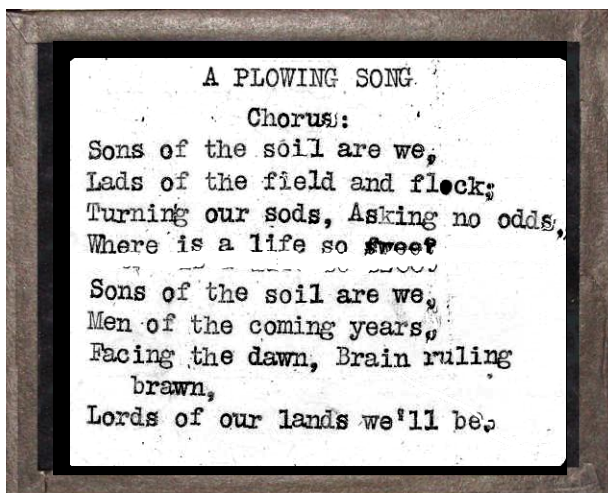 A PLOWING SONG
Chorus:
Sons of the soil are we,
Lads of the field and flock;
Turning our sods, Asking no odds,
Where is a life so
Sons of the soil are we,
Men of the coming years,
Facing the dawn, Brain ruling
brawn,
Lords of our lands we'll be.